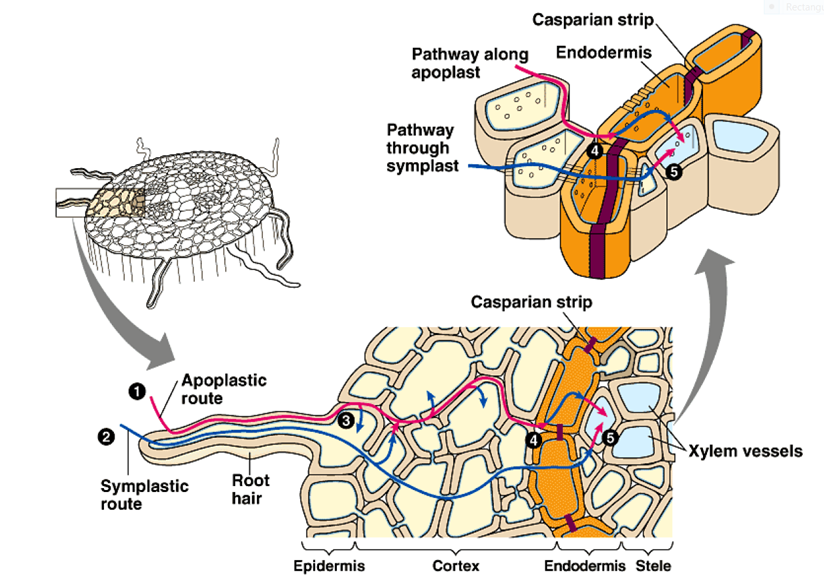 Rectang
Casparian strip
Endodermis
Pathway along
apoplast
Pathway
through
symplast
4
5
Casparian strip
1
Apoplastic
route
2
3
4
5
Xylem vessels
Symplastic
route
Root
hair
Epidermis
Cortex
Endodermis
Stele